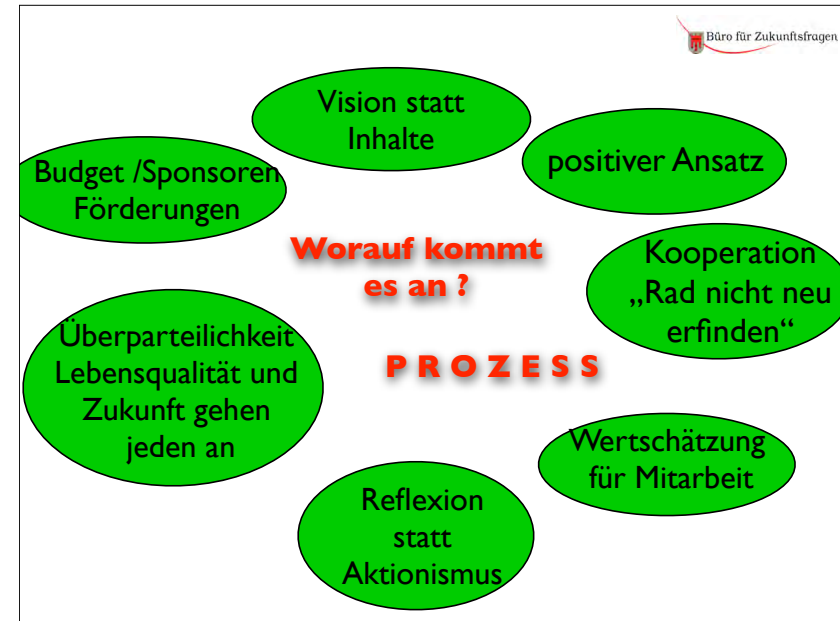 Büro für Zukunftsfragen
Vision statt
Inhalte
positiver Ansatz
Budget /Sponsoren
Förderungen
Worauf kommt
es an ?
Kooperation
„Rad nicht neu
erfinden“
Überparteilichkeit
Lebensqualität und
Zukunft gehen
jeden an
P R O Z E S S
Wertschätzung
für Mitarbeit
Reflexion
statt
Aktionismus